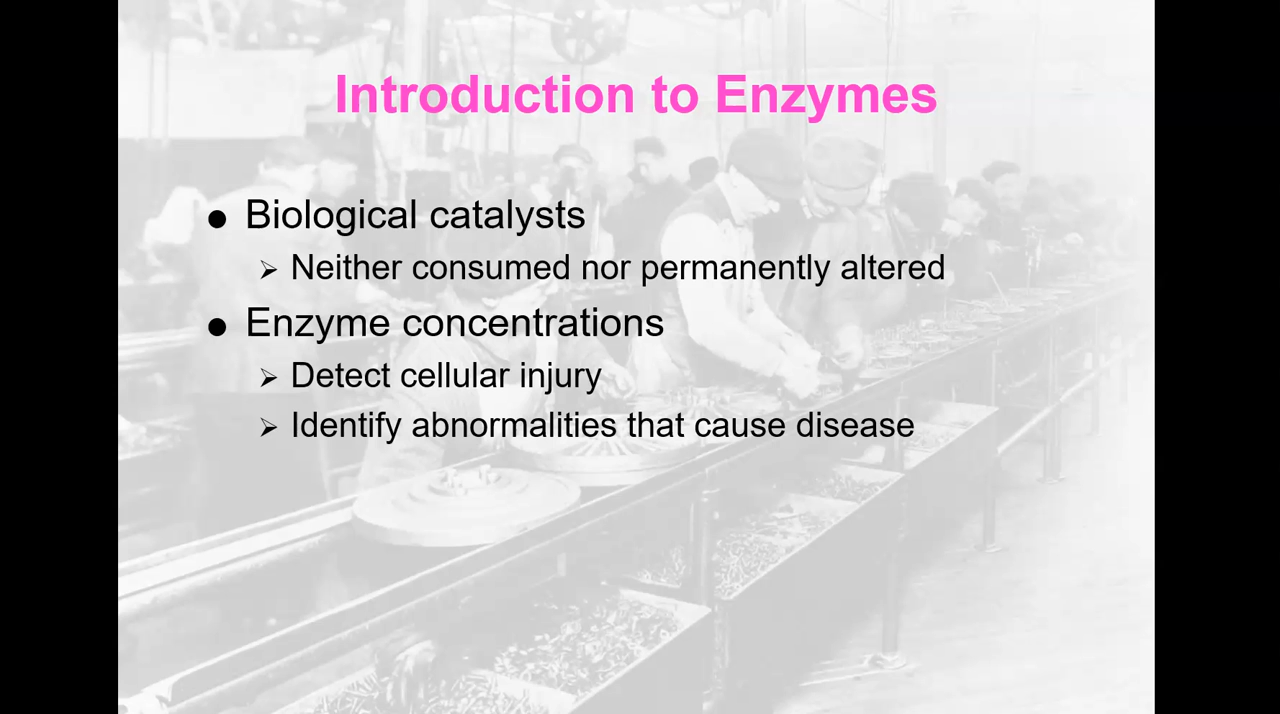 Introduction to Enzymes
● Biological catalysts
➢ Neither consumed nor permanently altered
● Enzyme concentrations
➢ Detect cellular injury
➢ Identify abnormalities that cause disease